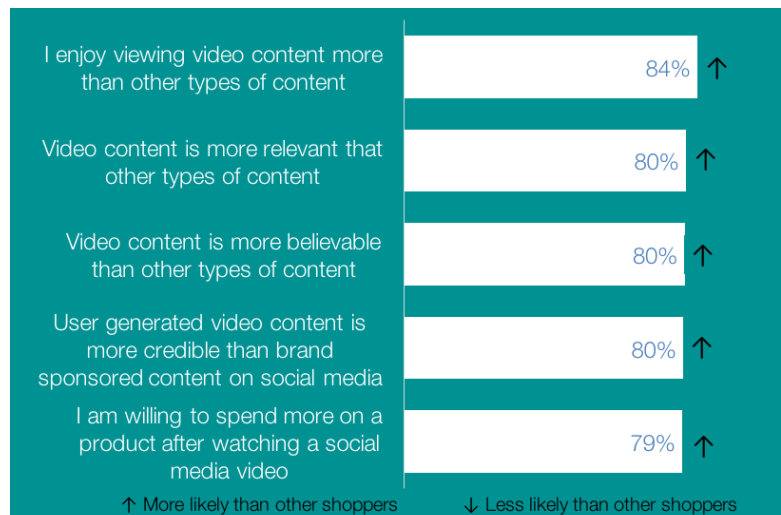 I enjoy viewing video content more
than other types of content
84% ↑
Video content is more relevant that
other types of content
80% ↑
Video content is more believable
than other types of content
80% ↑
User generated video content is
more credible than brand
sponsored content on social media
80% ↑
I am willing to spend more on a
product after watching a social
media video
79% ↑
↑ More likely than other shoppers
↓ Less likely than other shoppers